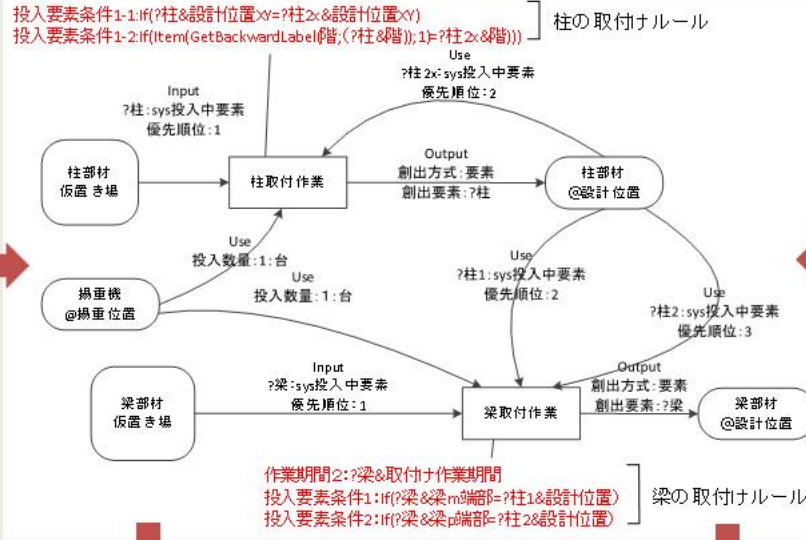 投入要素条件1-1:If(?柱&設計位置XY=?柱2x&設計位置XY)
投入要素条件1-2:If(Item(GetBackwardLabel(階;(?柱&階));1)=?柱2x&階)))
柱の取付けルール
Use
?柱2x:sys投入中要素
優先順位:2
Input
?柱:sys投入中要素
優先順位:1
柱部材
仮置き場
柱取付作業
Output
創出方式:要素
創出要素:?柱
柱部材
@設計位置
Use
投入数量:1:台
Use
投入数量:1:台
揚重機
@揚重位置
Use
?柱1:sys投入中要素
優先順位:2
Use
?柱2:sys投入中要素
優先順位:3
Input
?梁:sys投入中要素
優先順位:1
梁部材
仮置き場
梁取付作業
Output
創出方式:要素
創出要素:?梁
梁部材
@設計位置
作業期間2:?梁&取付け作業期間
投入要素条件1:If(?梁&梁m端部=?柱1&設計位置)
投入要素条件2:If(?梁&梁p端部=?柱2&設計位置)
梁の取付けルール